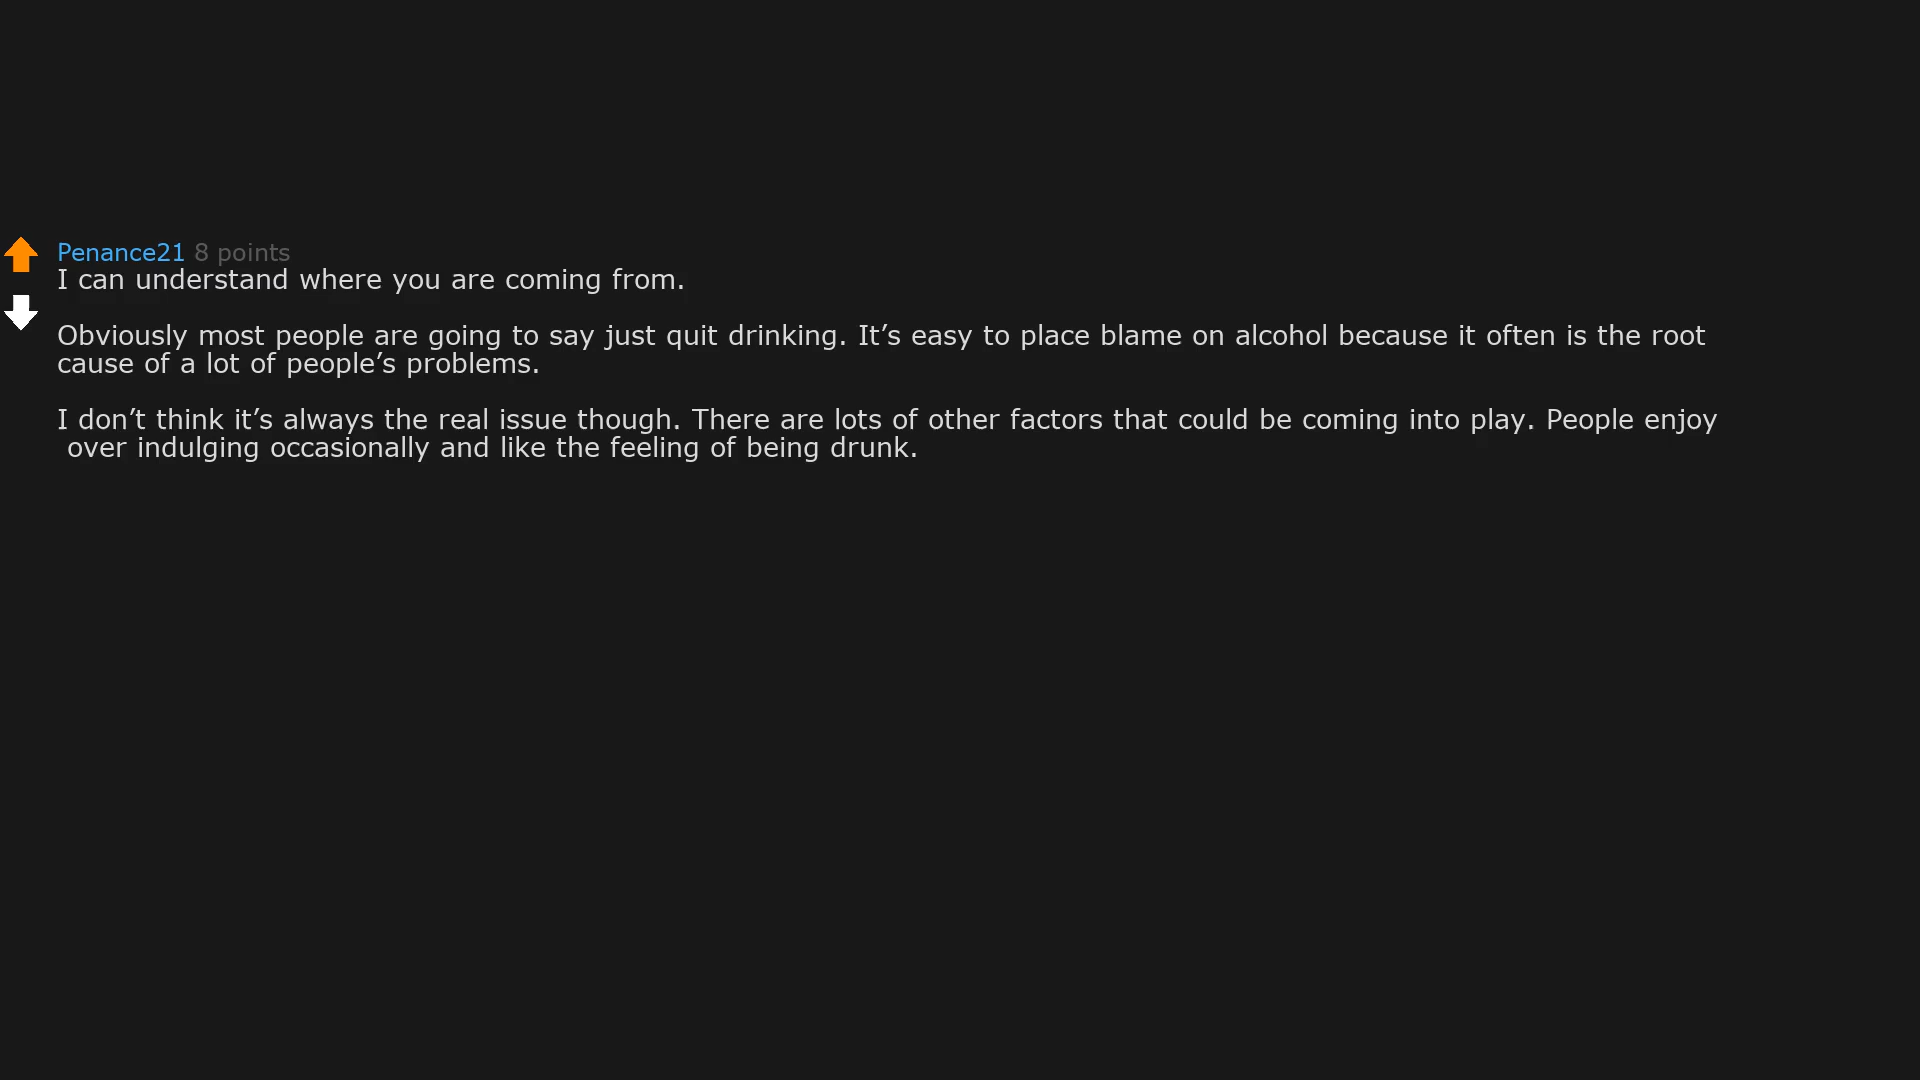 Penance21 8 points
I can understand where you are coming from.
Obviously most people are going to say just quit drinking. It’s easy to place blame on alcohol because it often is the root
cause of a lot of people’s problems.
I don’t think it’s always the real issue though. There are lots of other factors that could be coming into play. People enjoy
over indulging occasionally and like the feeling of being drunk.